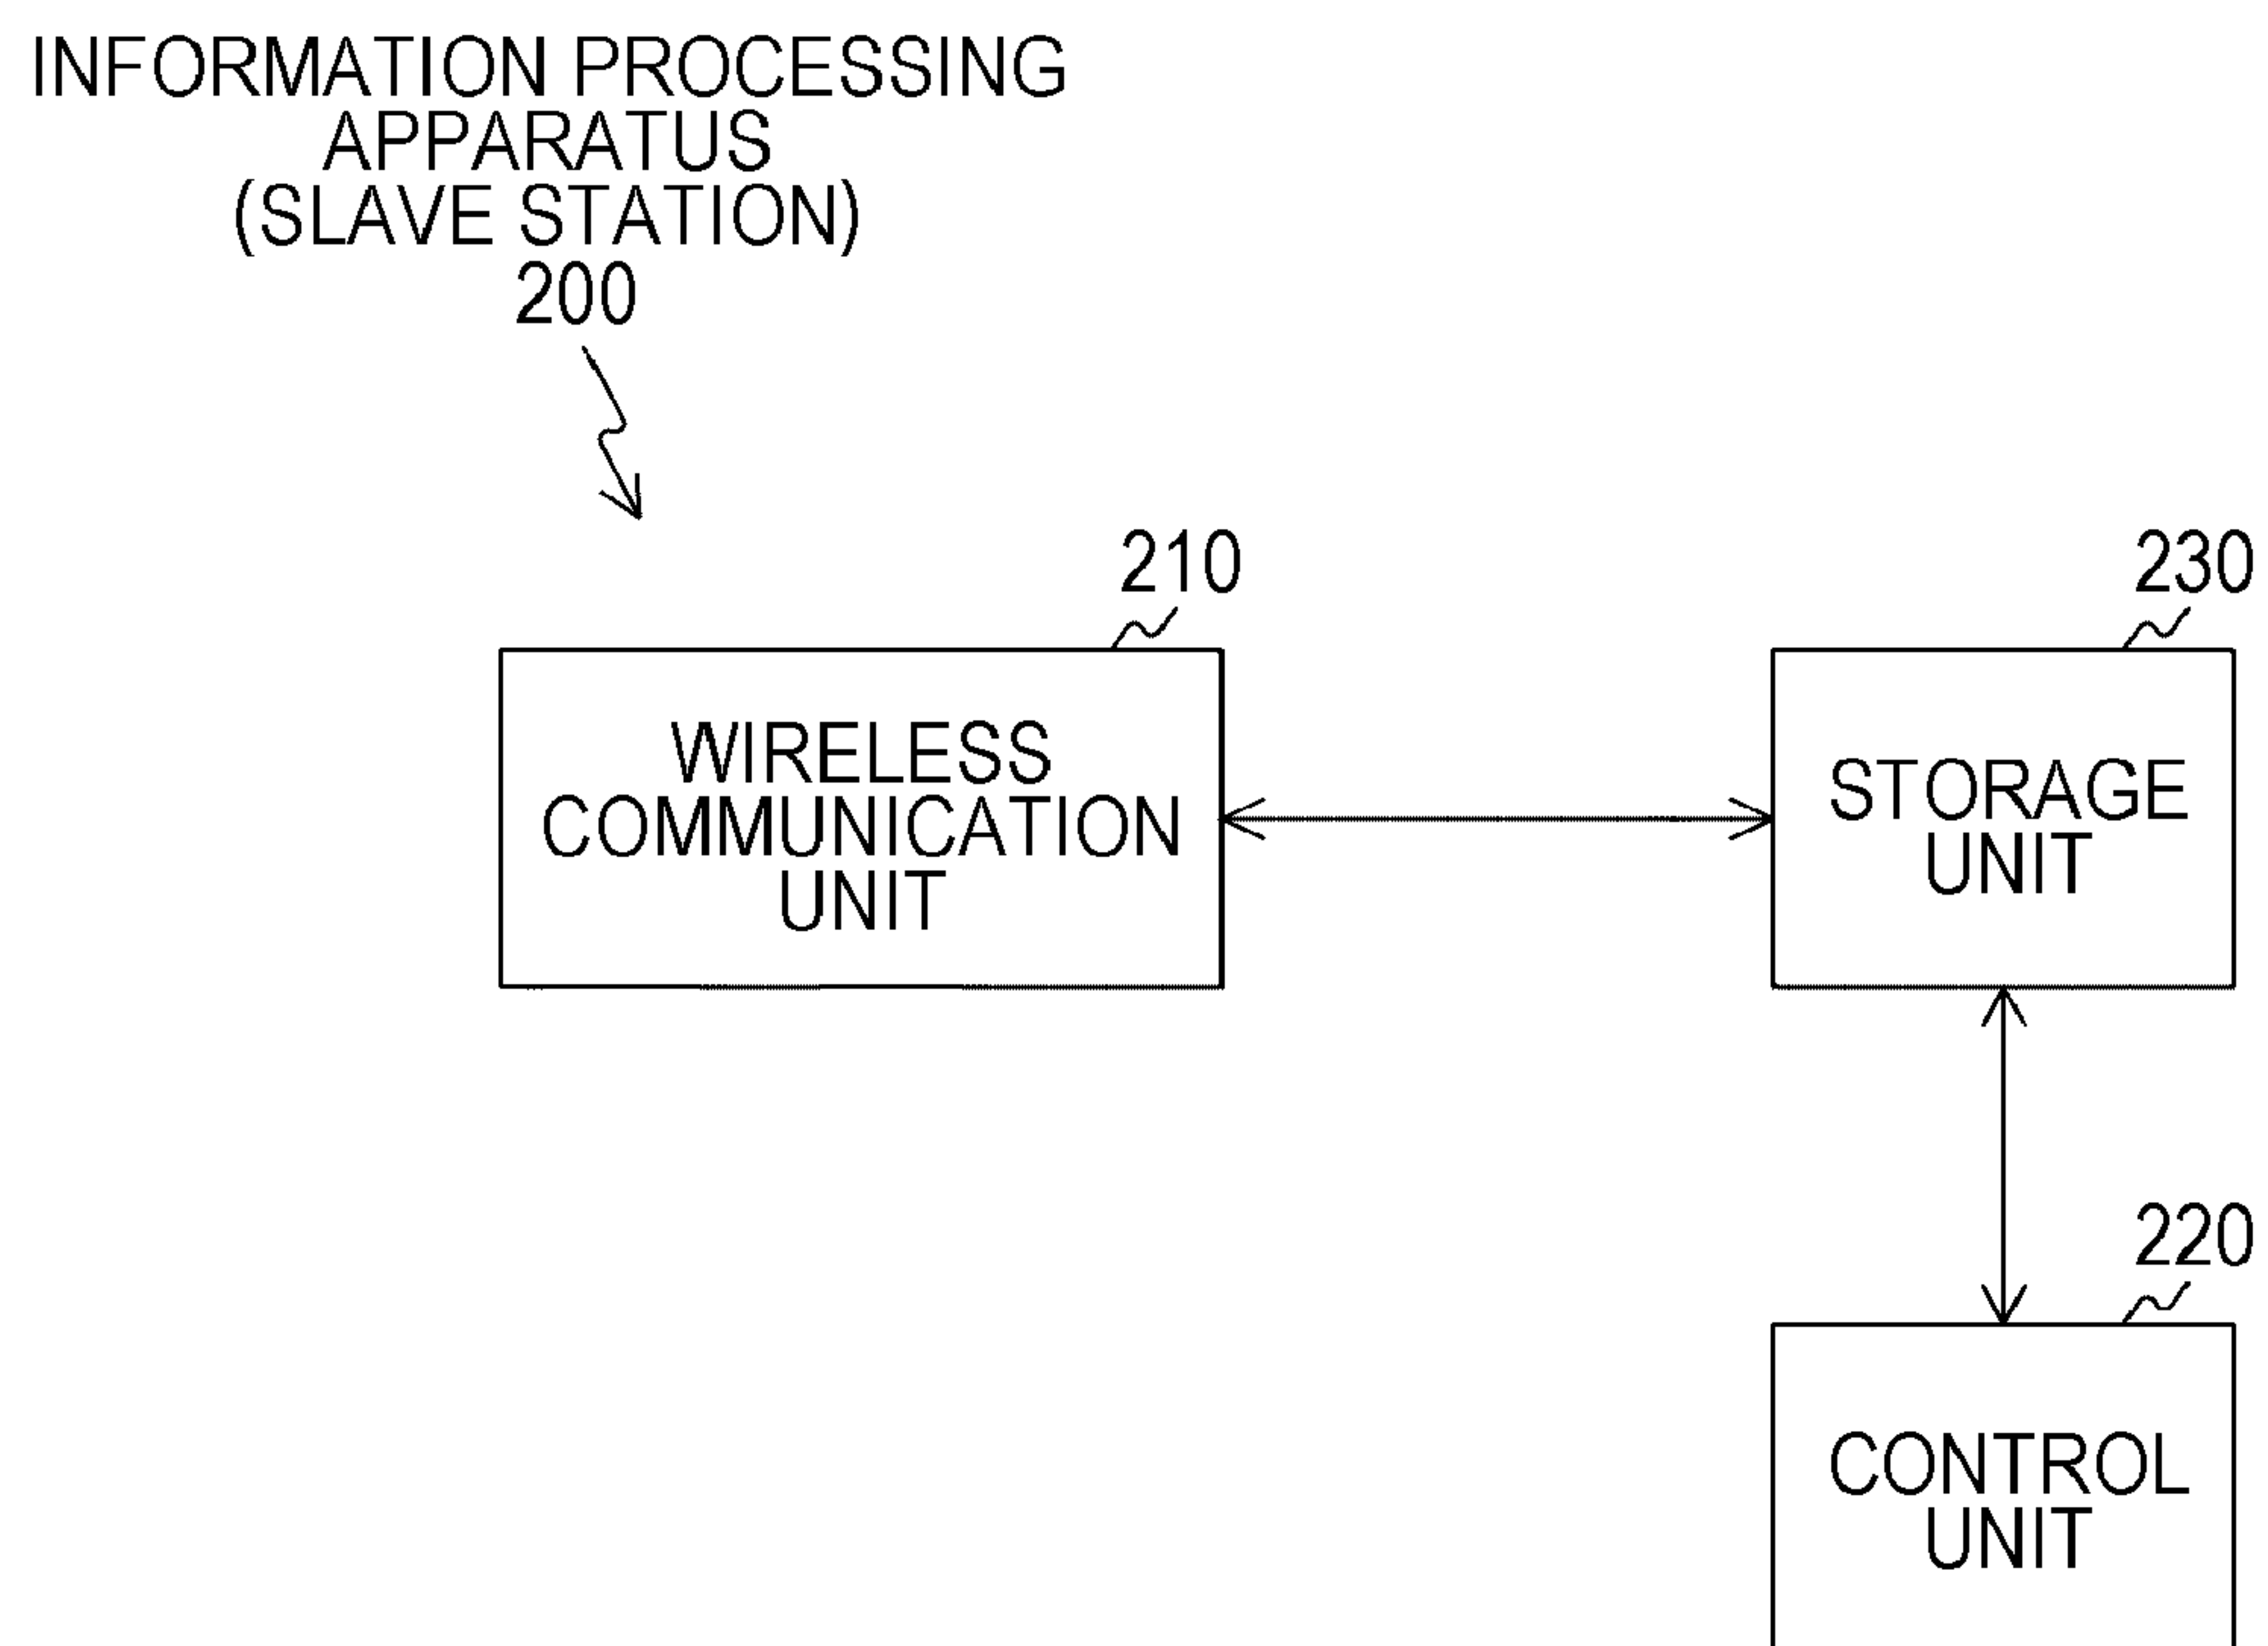 INFORMATION PROCESSING
APPARATUS
(SLAVE STATION)
200
210
230
WIRELESS
COMMUNICATION
UNIT
STORAGE
UNIT
220
CONTROL
UNIT